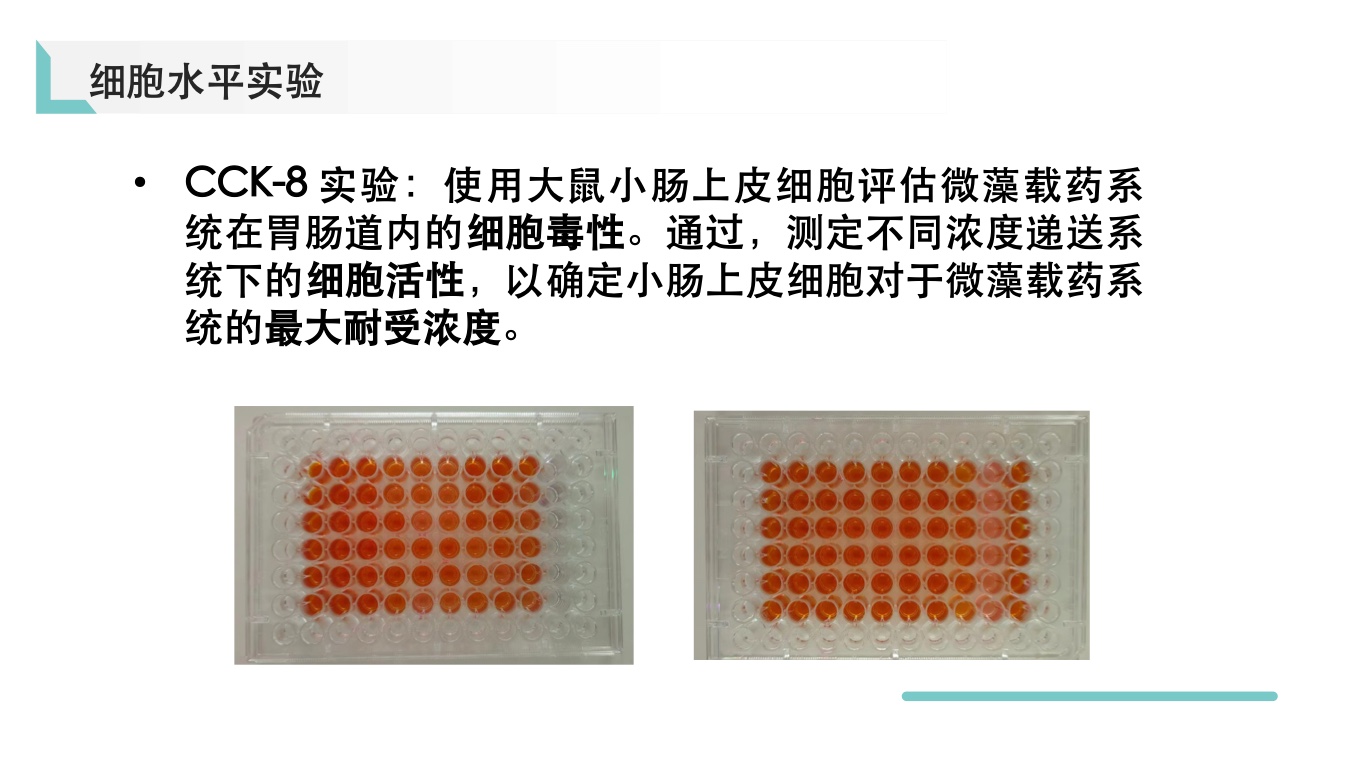 细胞水平实验
• CCK-8 实验：使用大鼠小肠上皮细胞评估微藻载药系
统在胃肠道内的细胞毒性。通过，测定不同浓度递送系
统下的细胞活性，以确定小肠上皮细胞对于微藻载药系
统的最大耐受浓度。